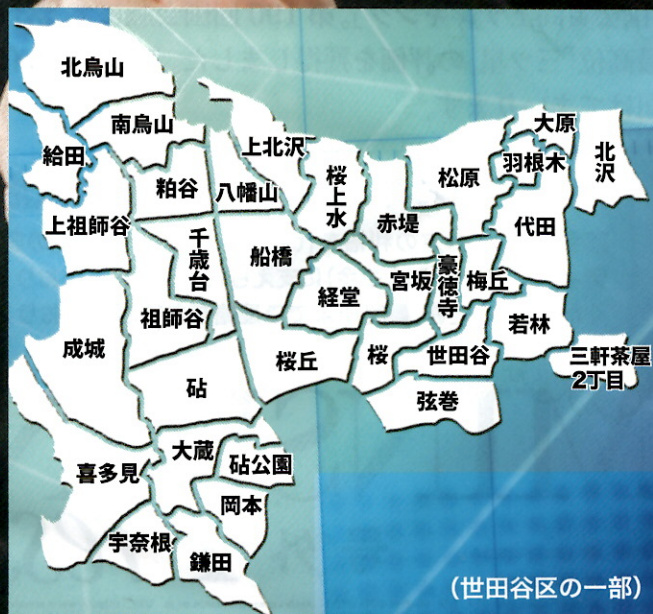 北烏山
南烏山
給田
粕谷
八幡山
上北沢
桜上水
松原
大原
羽根木
北沢
上祖師谷
千歳台
船橋
赤堤
代田
経堂
宮坂
豪徳寺
梅丘
祖師谷
若林
成城
桜丘
桜
世田谷
三軒茶屋
2丁目
砧
弦巻
喜多見
大蔵
砧公園
岡本
宇奈根
鎌田
（世田谷区の一部）